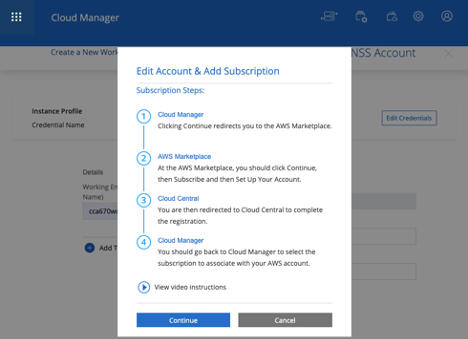 Cloud Manager
Create a New Work
NSS Account
Edit Account & Add Subscription
Subscription Steps:
1
Cloud Manager
Clicking Continue redirects you to the AWS Marketplace.
2
AWS Marketplace
At the AWS Marketplace, you should click Continue,
then Subscribe and then Set Up Your Account.
3
Cloud Central
You are then redirected to Cloud Central to complete
the registration.
4
Cloud Manager
You should go back to Cloud Manager to select the
subscription to associate with your AWS account.
View video instructions
Continue
Cancel
Instance Profile
Credential Name
Edit Credentials
Details
Working En
Name)
cca670w
Add T